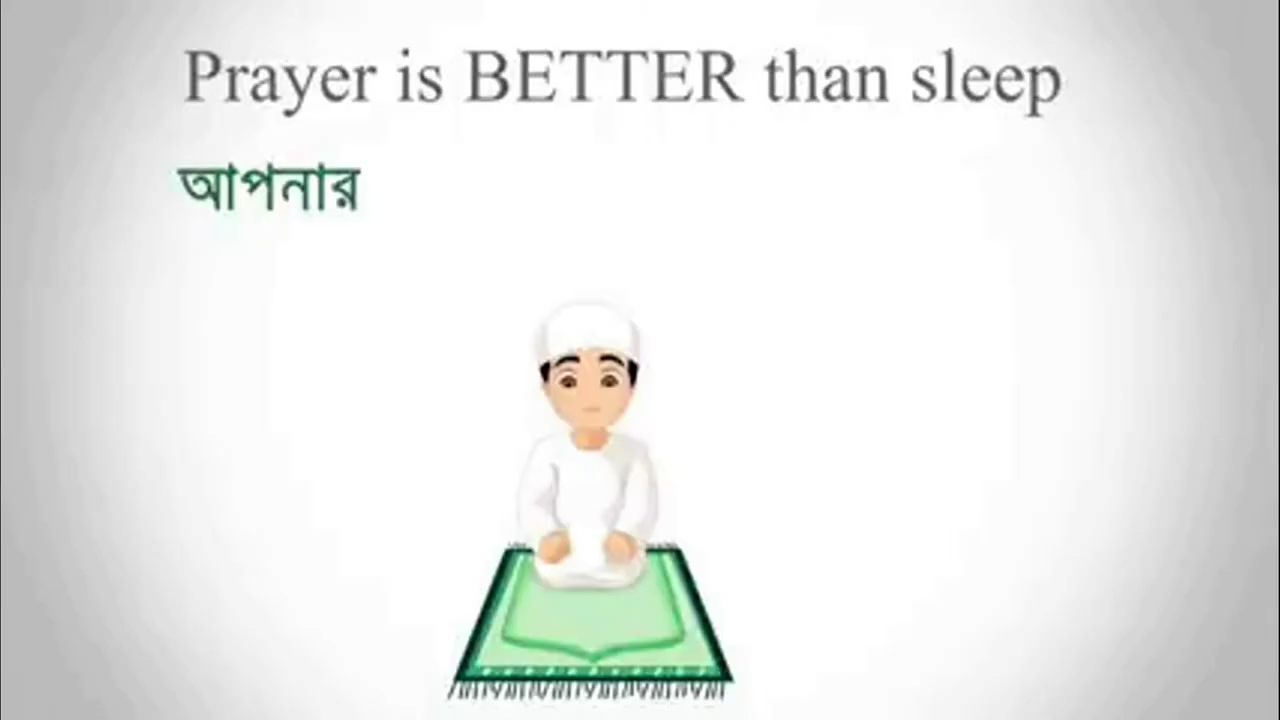 Prayer is BETTER than sleep
আপনার